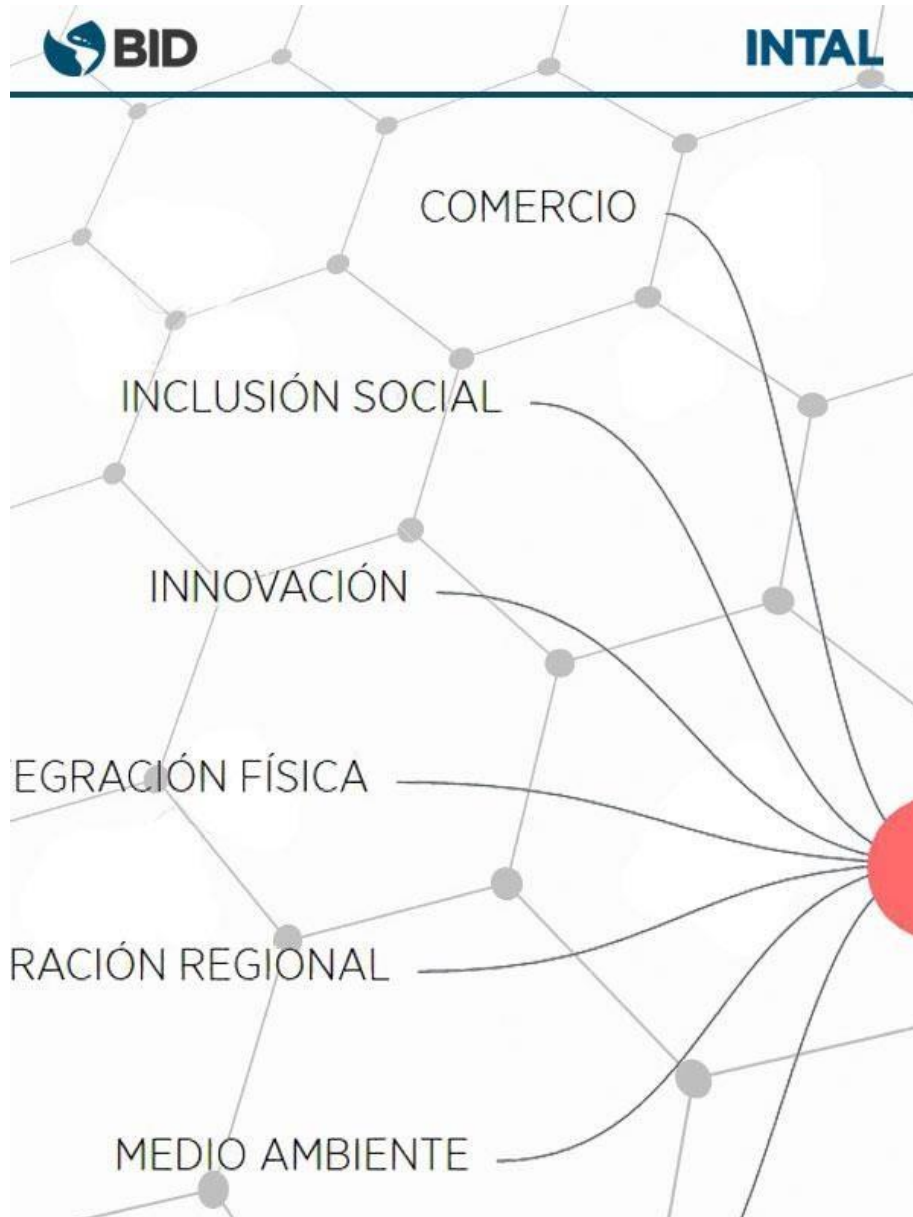 BID
INTAL
COMERCIO
INCLUSIÓN SOCIAL
INNOVACIÓN
EGRACIÓN FÍSICA
RACIÓN REGIONAL
MEDIO AMBIENTE